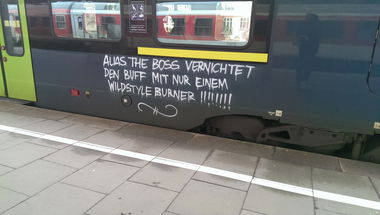 ALIAS THE BOSS VERNICHTET
DEN BUFF MIT NUR EINEM
WILDSTYLE BURNER !!!!!!!!